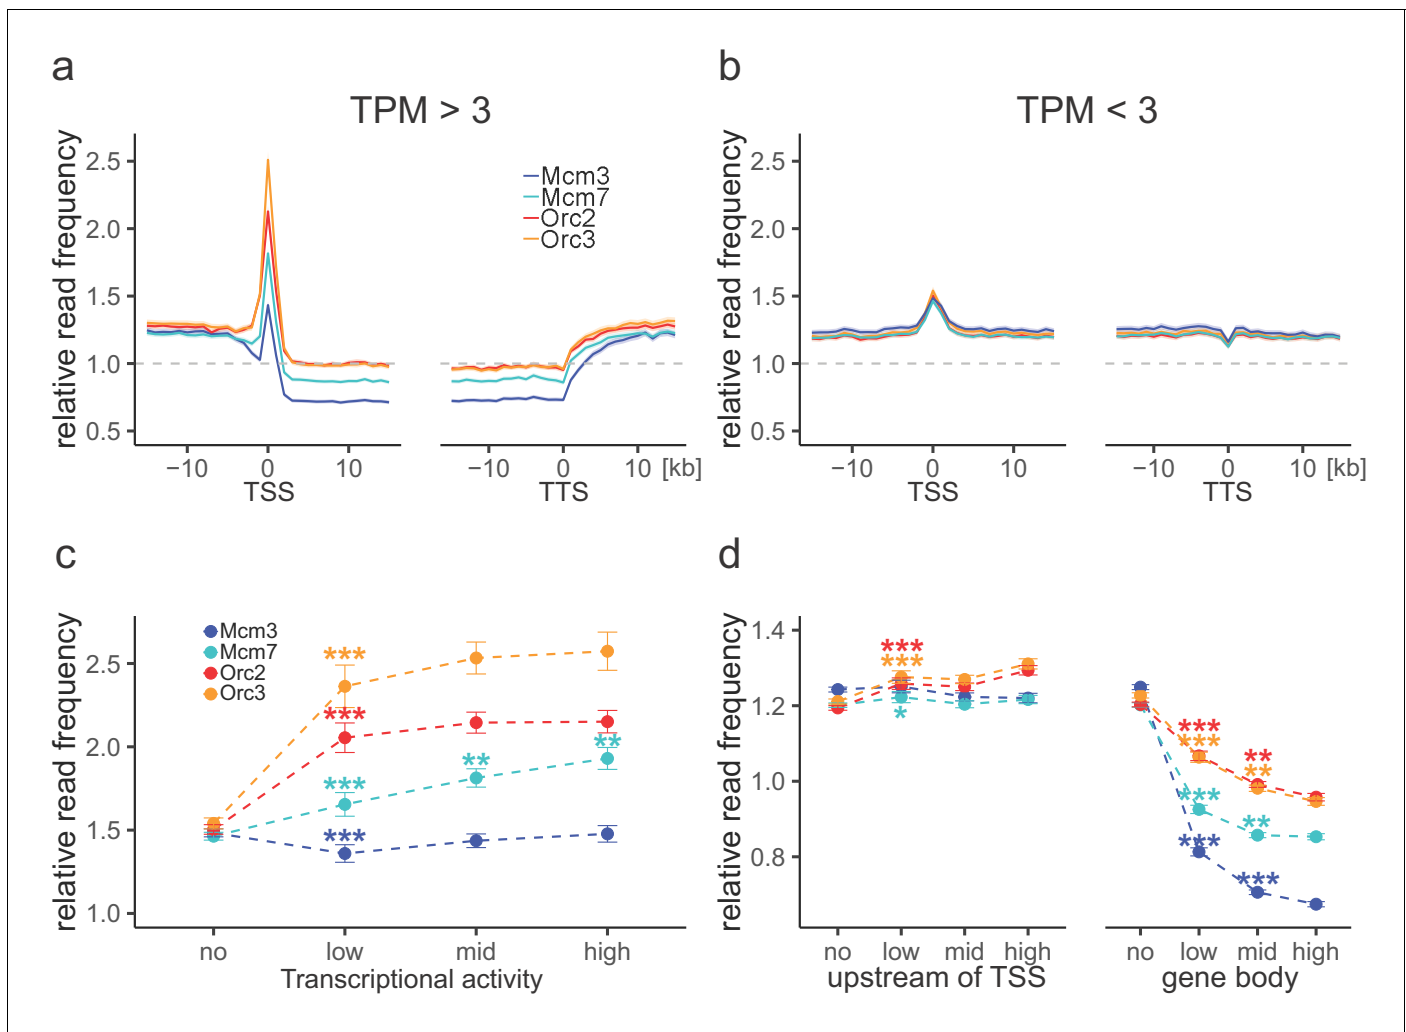 a
TPM > 3
relative read frequency
2.5
2.0
1.5
1.0
0.5
Mcm3
Mcm7
Orc2
Orc3
−10 0 10
TSS
−10 0 10 [kb]
TTS
b
TPM < 3
relative read frequency
2.5
2.0
1.5
1.0
0.5
−10 0 10
TSS
−10 0 10 [kb]
TTS
c
relative read frequency
2.5
2.0
1.5
1.0
Mcm3
Mcm7
Orc2
Orc3
***
***
***
***
**
**
no low mid high
Transcriptional activity
d
relative read frequency
1.4
1.2
1.0
0.8
***
***
*
no low mid high
upstream of TSS
***
***
***
***
**
**
**
***
no low mid high
gene body